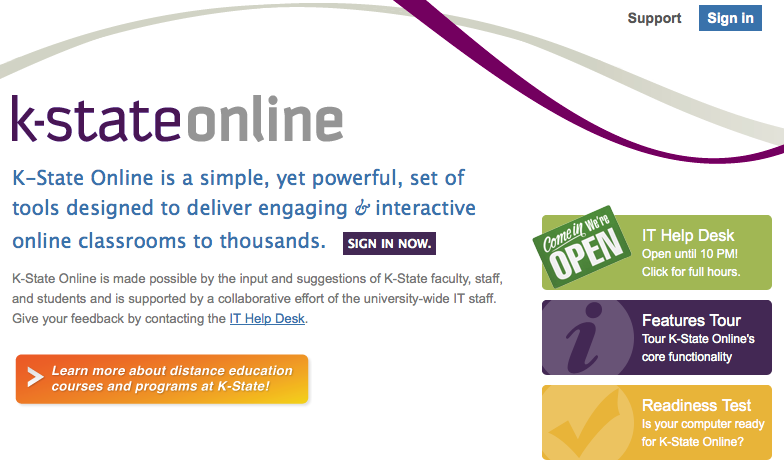 Support Sign in
k-stateonline
K-State Online is a simple, yet powerful, set of
tools designed to deliver engaging & interactive
online classrooms to thousands. SIGN IN NOW.
K-State Online is made possible by the input and suggestions of K-State faculty, staff,
and students and is supported by a collaborative effort of the university-wide IT staff.
Give your feedback by contacting the IT Help Desk.
Learn more about distance education
courses and programs at K-State!
Come in We're
OPEN
IT Help Desk
Open until 10 PM!
Click for full hours.
i
Features Tour
Tour K-State Online's
core functionality
Readiness Test
Is your computer ready
for K-State Online?